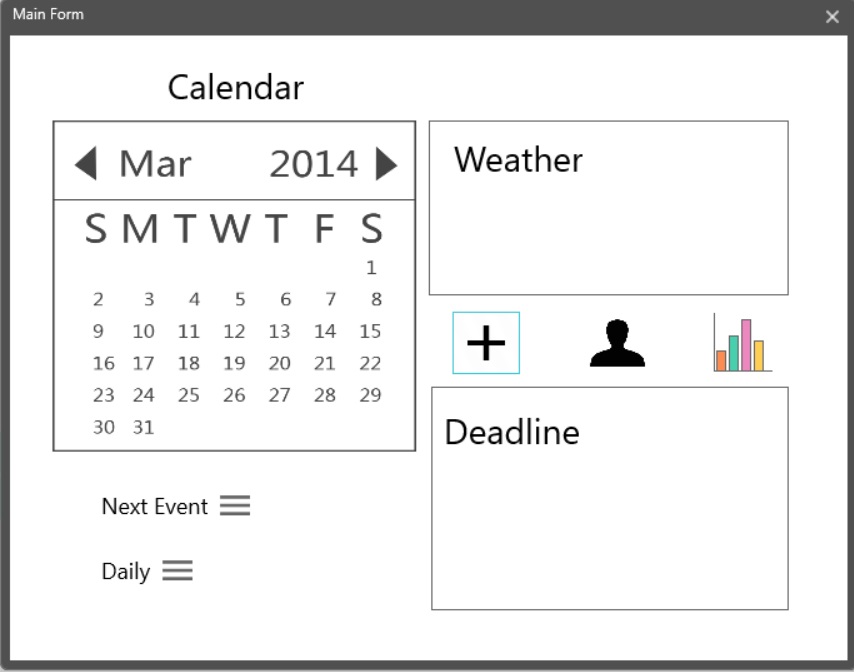 Main Form
Calendar
Mar 2014
S M T W T F S
1
2 3 4 5 6 7 8
9 10 11 12 13 14 15
16 17 18 19 20 21 22
23 24 25 26 27 28 29
30 31
Next Event
Daily
Weather
Deadline